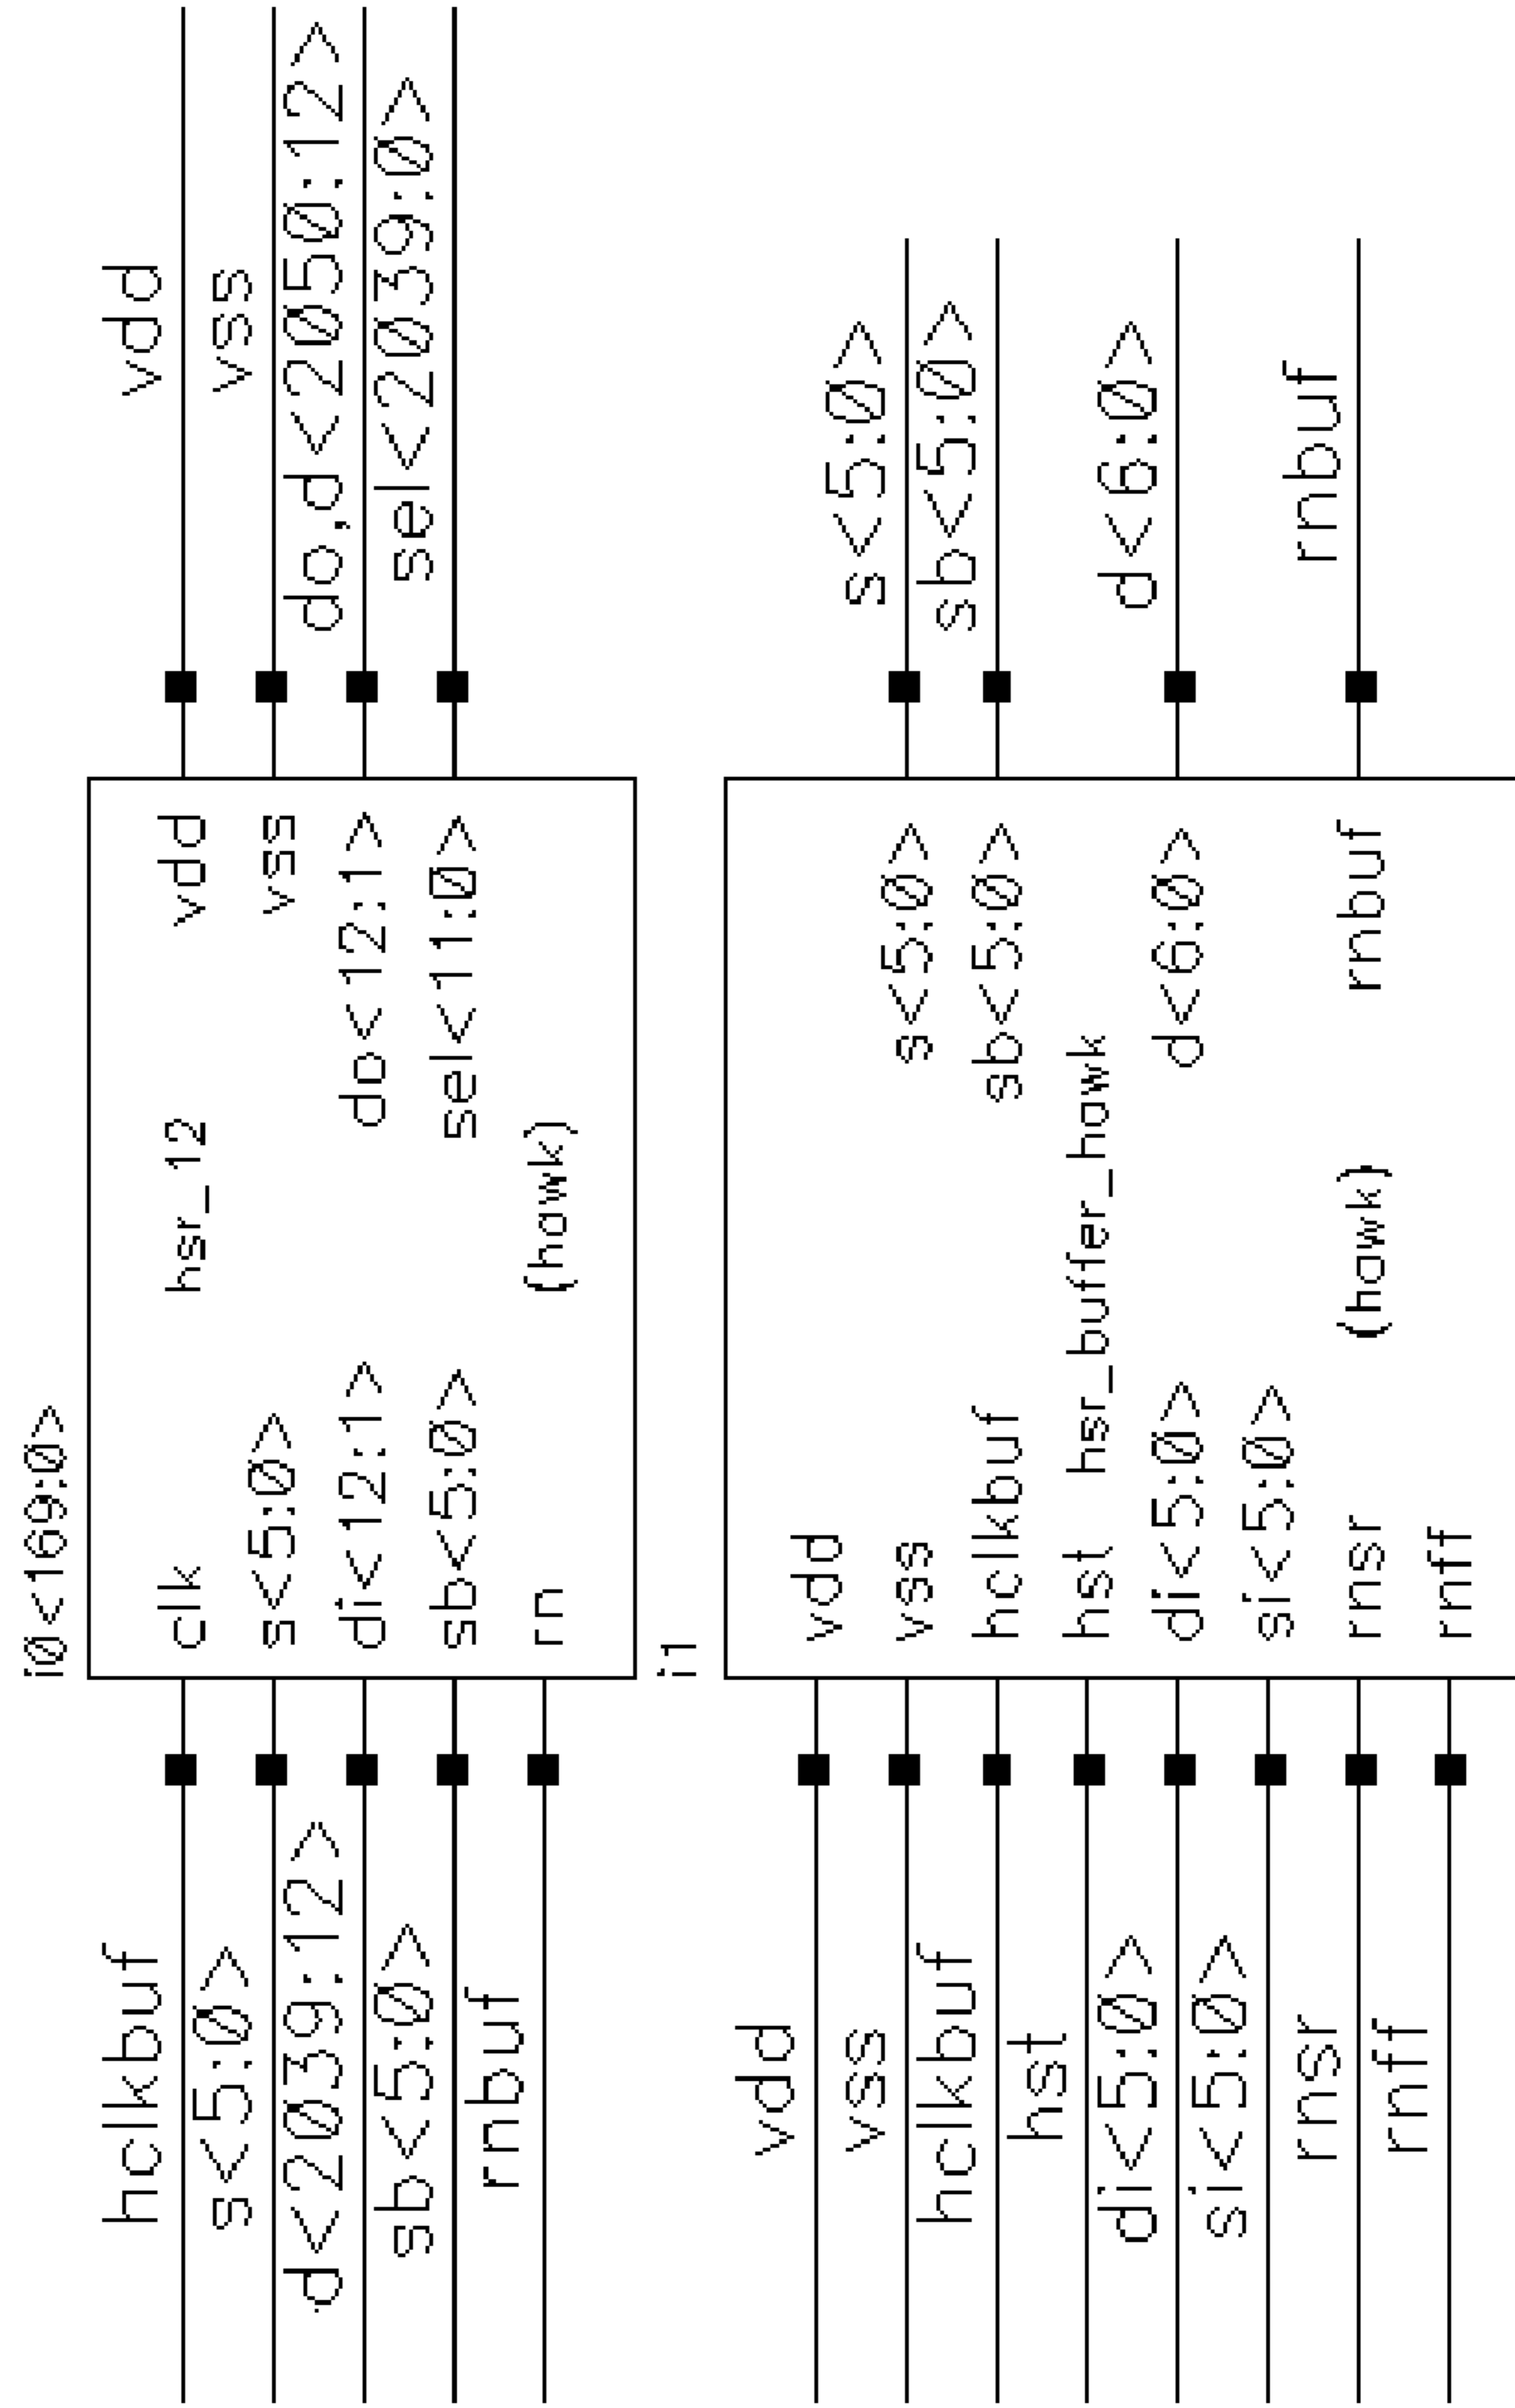 i0<169:0>
hclkbuf
clk
hsr_12
vdd
vdd
s<5:0>
s<5:0>
vss
vss
d<2039:12>
di<12:1>
do<12:1>
do,d<2050:12>
sb<5:0>
sb<5:0>
sel<11:0>
sel<2039:0>
rnbuf
rn
(hawk)
i1
vdd
vdd
vss
vss
s<5:0>
s<5:0>
hclkbuf
hclkbuf
sb<5:0>
sb<5:0>
hst
hst
hsr_buffer_hawk
di<5:0>
di<5:0>
d<6:0>
d<6:0>
si<5:0>
si<5:0>
rnsr
rnsr
(hawk)
rnbuf
rnbuf
rnff
rnff